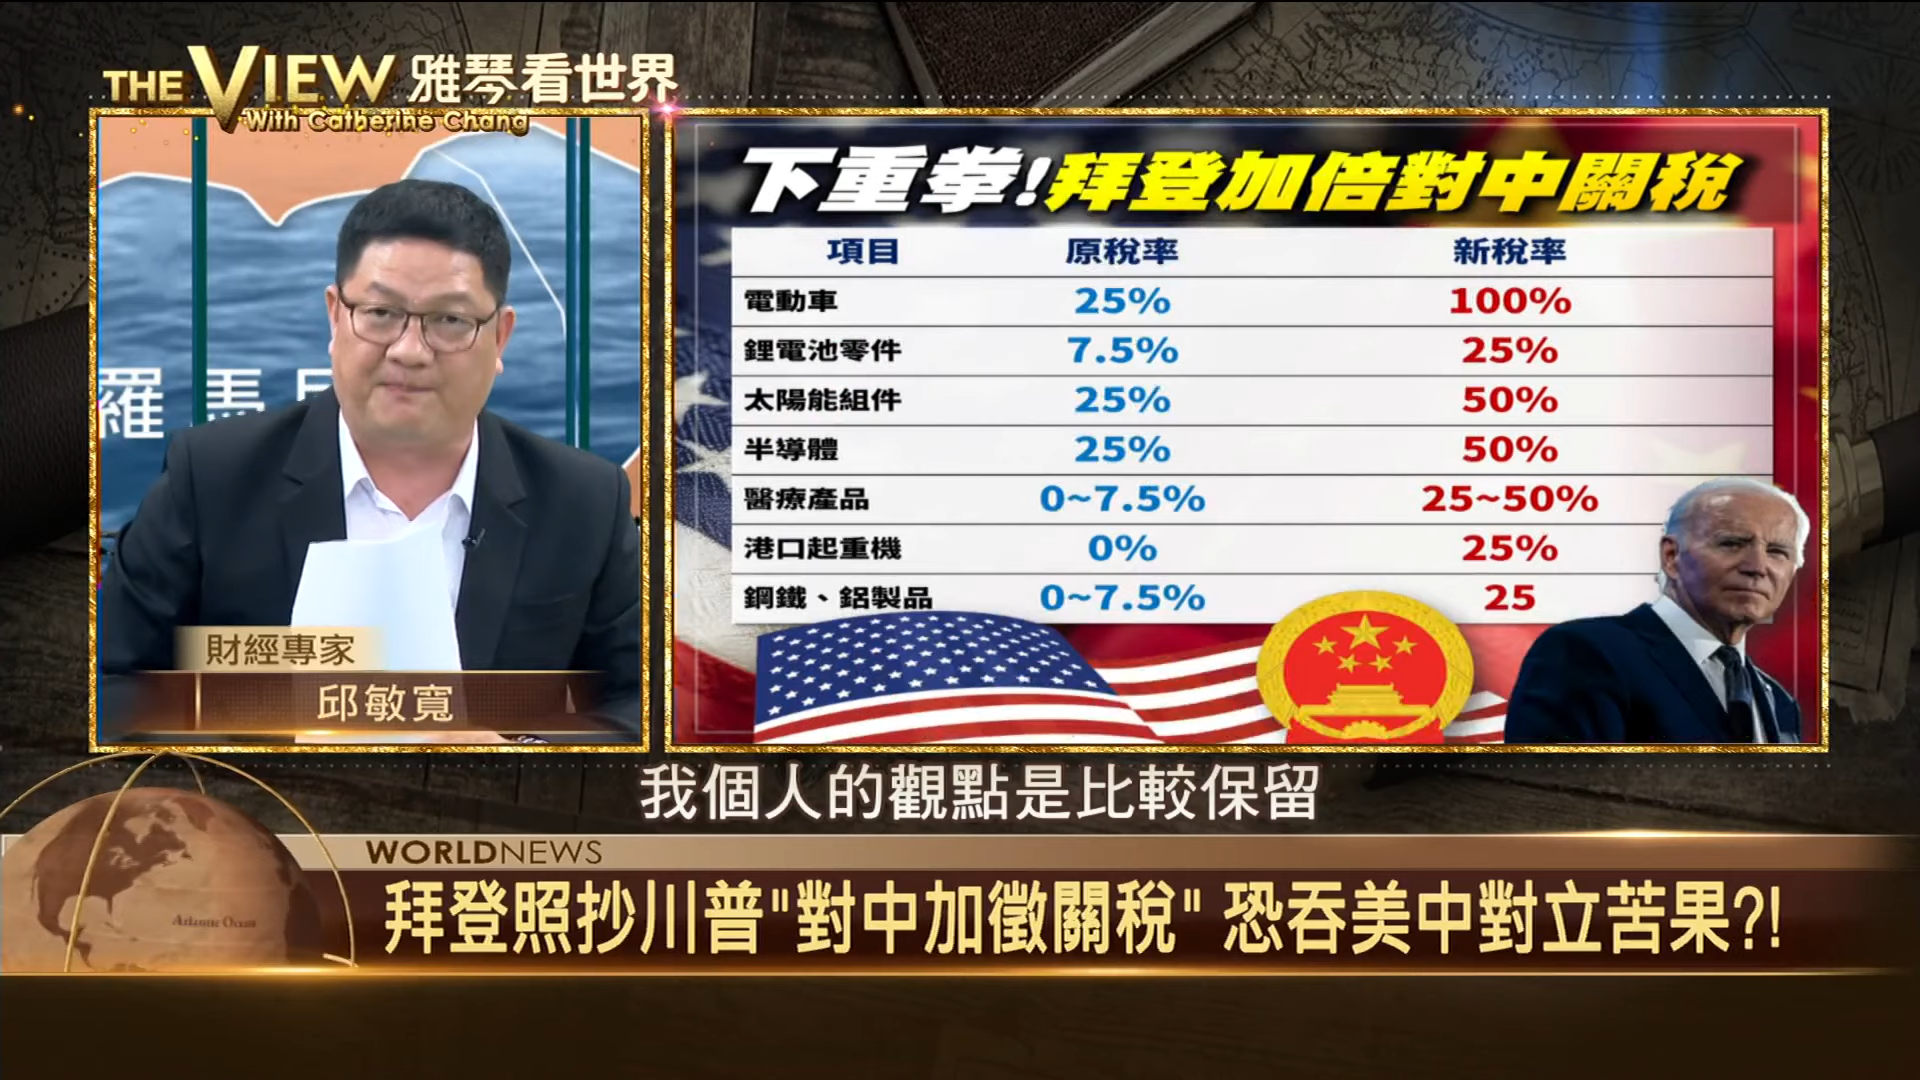 THE VIEW 雅琴看世界
With Catherine Chang
羅馬
財經專家
邱敏寬
下重拳!拜登加倍對中關稅
項目 原稅率 新稅率
電動車 25% 100%
鋰電池零件 7.5% 25%
太陽能組件 25% 50%
半導體 25% 50%
醫療產品 0~7.5% 25~50%
港口起重機 0% 25%
鋼鐵、鋁製品 0~7.5% 25
我個人的觀點是比較保留
WORLDNEWS
拜登照抄川普"對中加徵關稅" 恐吞美中對立苦果?!
Atlantic Ocean